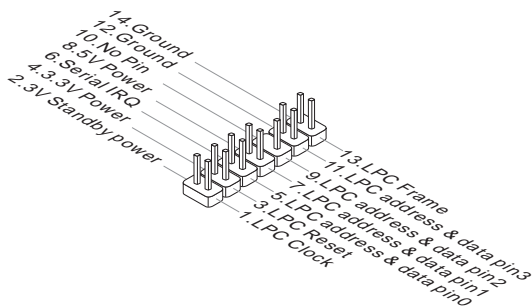 14.Ground
12.Ground
10.No Pin
8.5V Power
6.Serial IRQ
4.3.3V Power
2.3V Standby power
13.LPC Frame
11.LPC address & data pin3
9.LPC address & data pin2
7.LPC address & data pin1
5.LPC address & data pin0
3.LPC Reset
1.LPC Clock